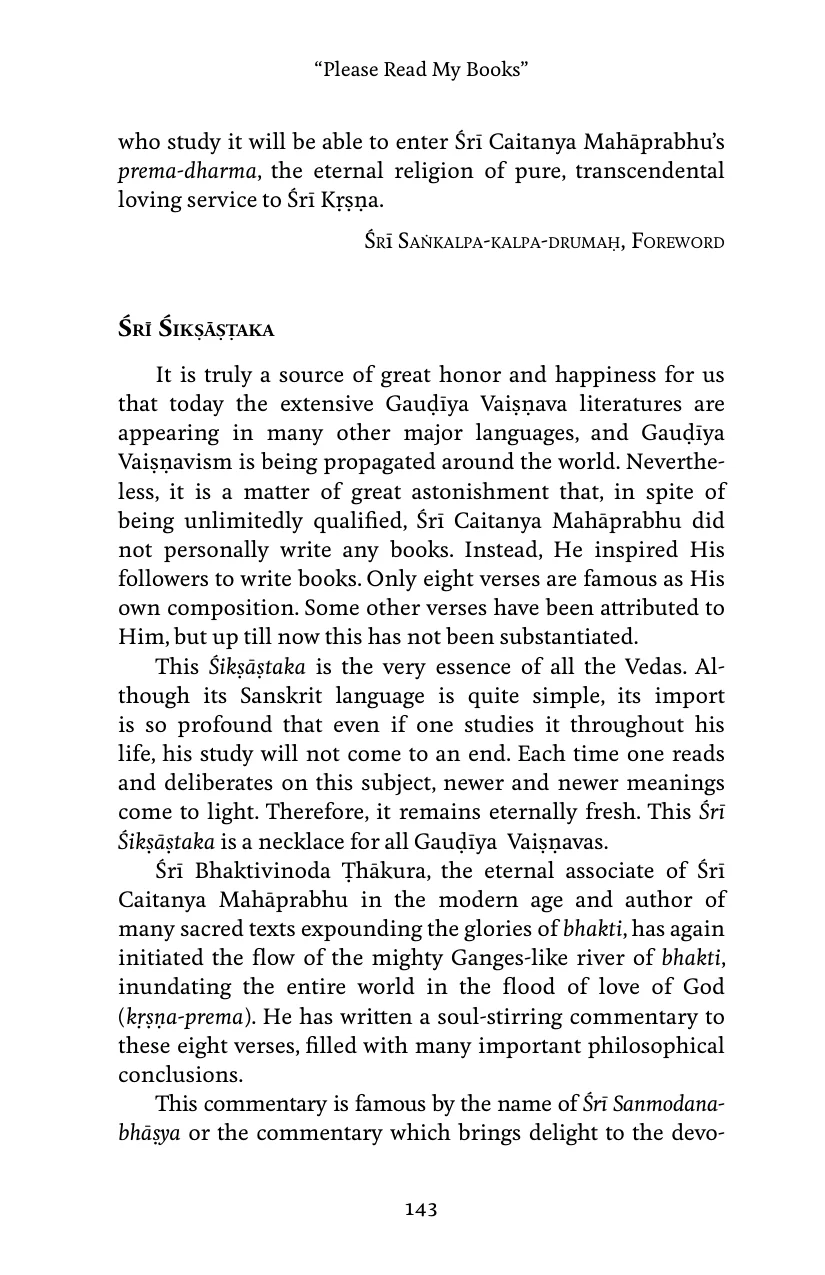 “Please Read My Books”
who study it will be able to enter Śrī Caitanya Mahāprabhu’s
prema-dharma, the eternal religion of pure, transcendental
loving service to Śrī Kṛṣṇa.
Śrī Saṅkalpa-kalpa-drumaḥ, Foreword
Śrī Śikṣāṣṭaka
It is truly a source of great honor and happiness for us
that today the extensive Gauḍīya Vaiṣṇava literatures are
appearing in many other major languages, and Gauḍīya
Vaiṣṇavism is being propagated around the world. Neverthe-
less, it is a matter of great astonishment that, in spite of
being unlimitedly qualified, Śrī Caitanya Mahāprabhu did
not personally write any books. Instead, He inspired His
followers to write books. Only eight verses are famous as His
own composition. Some other verses have been attributed to
Him, but up till now this has not been substantiated.
This Śikṣāṣṭaka is the very essence of all the Vedas. Al-
though its Sanskrit language is quite simple, its import
is so profound that even if one studies it throughout his
life, his study will not come to an end. Each time one reads
and deliberates on this subject, newer and newer meanings
come to light. Therefore, it remains eternally fresh. This Śrī
Śikṣāṣṭaka is a necklace for all Gauḍīya Vaiṣṇavas.
Śrī Bhaktivinoda Ṭhākura, the eternal associate of Śrī
Caitanya Mahāprabhu in the modern age and author of
many sacred texts expounding the glories of bhakti, has again
initiated the flow of the mighty Ganges-like river of bhakti,
inundating the entire world in the flood of love of God
(kṛṣṇa-prema). He has written a soul-stirring commentary to
these eight verses, filled with many important philosophical
conclusions.
This commentary is famous by the name of Śrī Sanmodana-
bhāṣya or the commentary which brings delight to the devo-
143